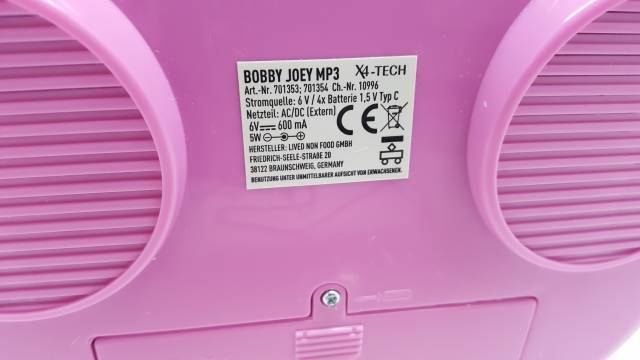 BOBBY JOEY MP3 X4-TECH
Art.-Nr. 701353; 701354 Ch.-Nr. 10996
Stromquelle: 6 V / 4x Batterie 1,5 V Typ C
Netzteil: AC/DC (Extern)
6V 600 mA
5W
HERSTELLER: LIVED NON FOOD GMBH
FRIEDRICH-SEELE-STRAßE 20
38122 BRAUNSCHWEIG, GERMANY
BENUTZUNG UNTER UNMITTELBARER AUFSICHT VON ERWACHSENEN.
CE